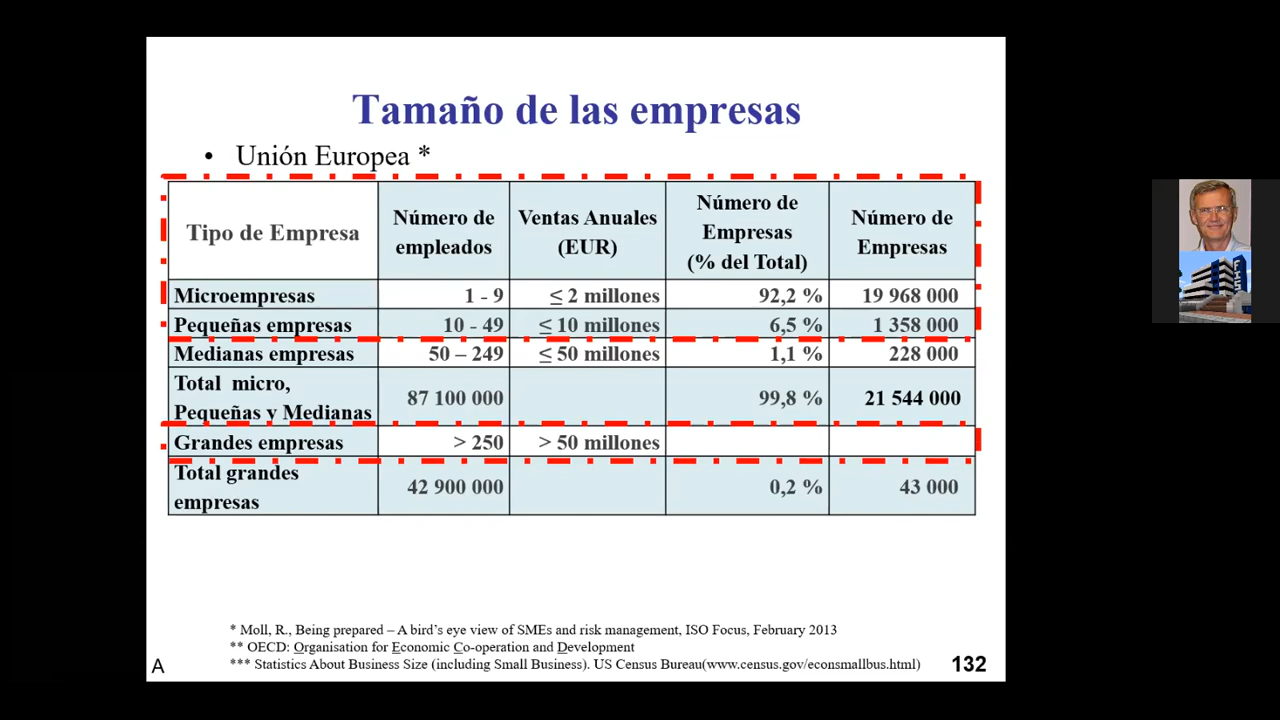 Tamaño de las empresas
• Unión Europea *
Tipo de Empresa
Número de
empleados
Ventas Anuales
(EUR)
Número de
Empresas
(% del Total)
Número de
Empresas
Microempresas 1 - 9 ≤ 2 millones 92,2 % 19 968 000
Pequeñas empresas 10 - 49 ≤ 10 millones 6,5 % 1 358 000
Medianas empresas 50 – 249 ≤ 50 millones 1,1 % 228 000
Total micro,
Pequeñas y Medianas 87 100 000 99,8 % 21 544 000
Grandes empresas > 250 > 50 millones
Total grandes
empresas 42 900 000 0,2 % 43 000
* Moll, R., Being prepared – A bird's eye view of SMEs and risk management, ISO Focus, February 2013
** OECD: Organisation for Economic Co-operation and Development
*** Statistics About Business Size (including Small Business). US Census Bureau(www.census.gov/econsmallbus.html)
A
132